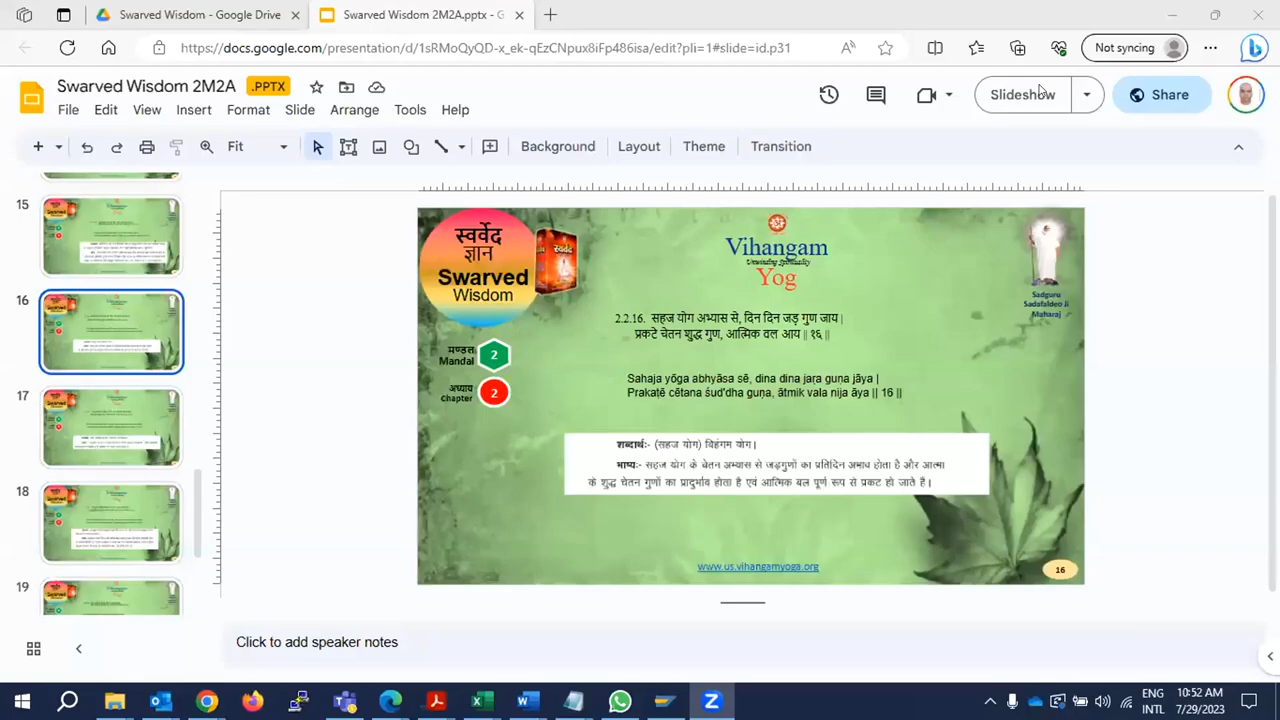 Swarved Wisdom - Google Drive
Swarved Wisdom 2M2A.pptx - G
https://docs.google.com/presentation/d/1sRMoQyQD-x_ek-qEzCNpux8iFp486isa/edit?pli=1#slide=id.p31
Not syncing
Swarved Wisdom 2M2A .PPTX
File Edit View Insert Format Slide Arrange Tools Help
Slideshow
Share
Fit
Background Layout Theme Transition
15
16
17
18
19
स्वर्वेद
ज्ञान
Swarved
Wisdom
स्वर्वेद
Vihangam
Unwinding Spirituality
Yog
Sadguru
Sadafaldeo Ji
Maharaj
2.2.16. सहज योग अभ्यास से, दिन दिन जड़ गुण जाय |
प्रकटे चेतन शुद्ध गुण, आत्मिक वल आय || १६ ||
मण्डल
Mandal
2
अध्याय
Chapter
2
Sahaja yōga abhyāsa sē, dina dina jaṛa guṇa jāya |
Prakaṭē cētana śud'dha guṇa, ātmik vala nija āya || 16 ||
शब्दार्थ:- (सहज योग) विहंगम योग।
भाष्य:- सहज योग के चेतन अभ्यास से जड़गुणों का प्रतिदिन अभाव होता है और आत्मा
के शुद्ध चेतन गुणों का प्रादुर्भाव होता है एवं आत्मिक बल पूर्ण रूप से प्रकट हो जाते हैं।
www.us.vihangamyoga.org
16
Click to add speaker notes
ENG
INTL
10:52 AM
7/29/2023